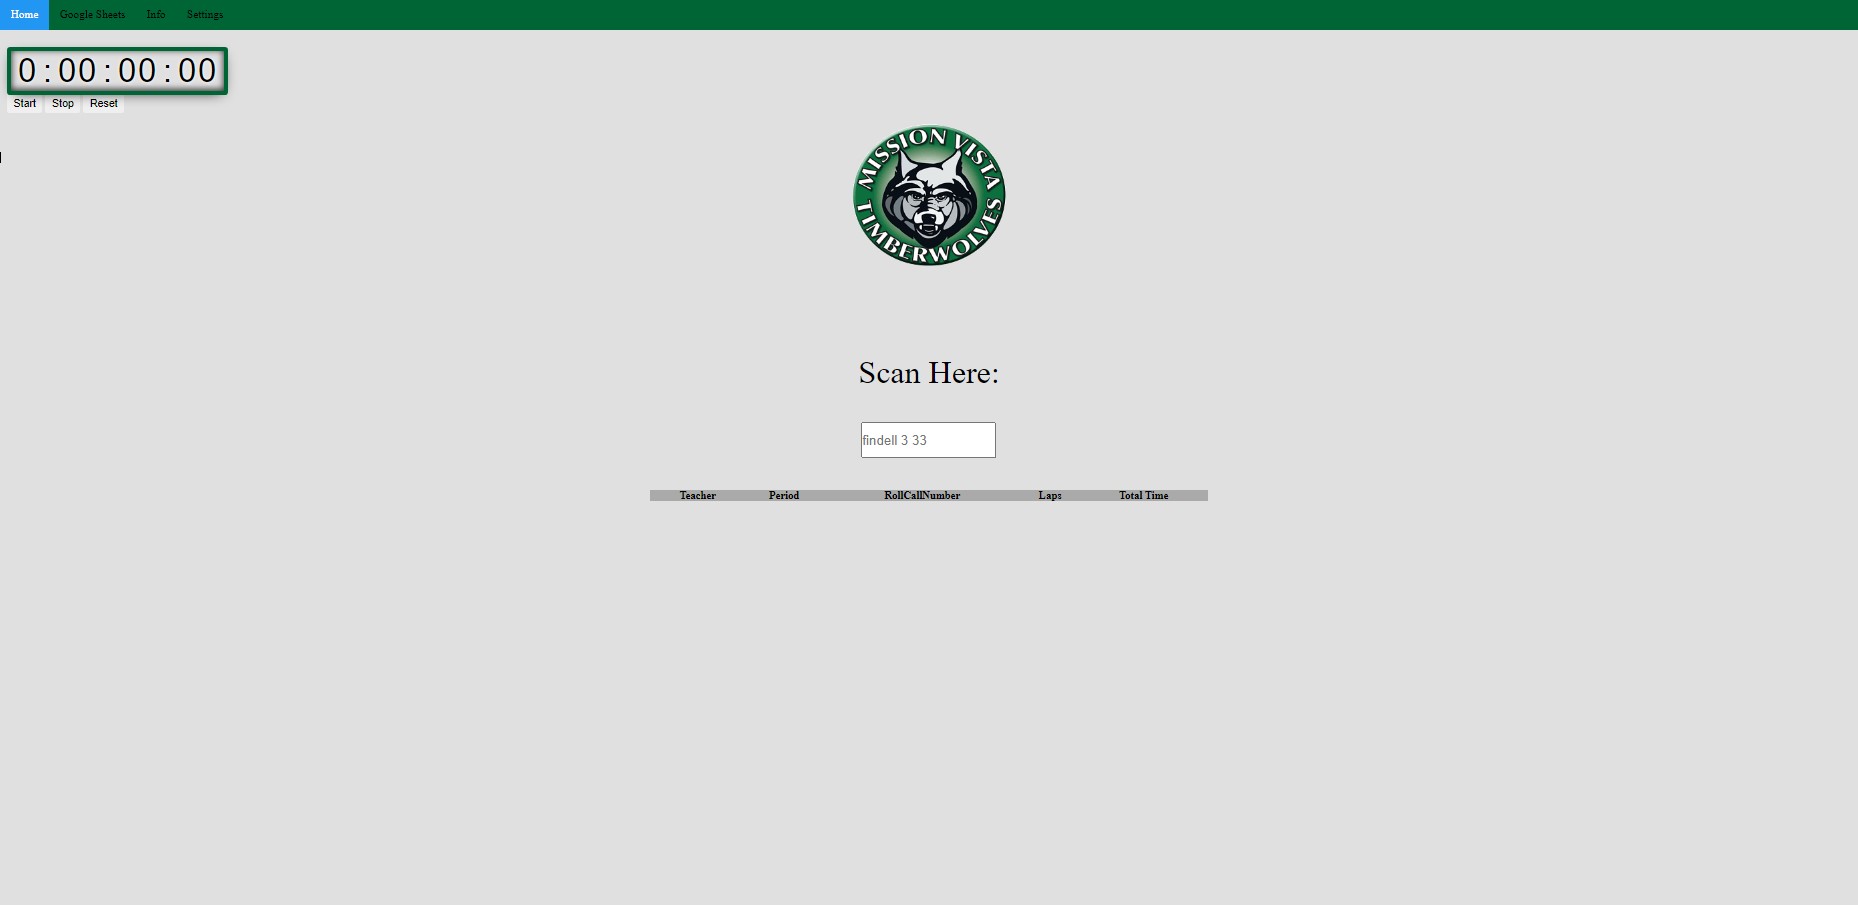 Home Google Sheets Info Settings
0:00:00:00
Start Stop Reset
MISSION VISTA
TIMBERWOLVES
Scan Here:
findell 3 33
Teacher Period RollCallNumber Laps Total Time